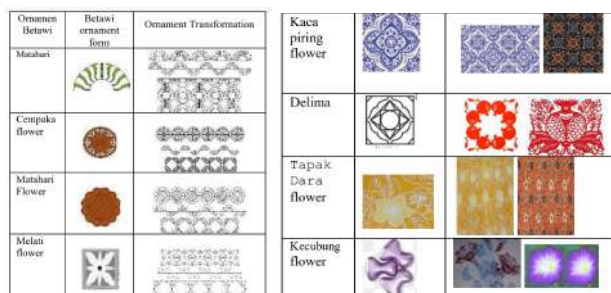 Ornamen
Betawi
Betawi
ornament
form
Ornament Transformation
Matahari
Cempaka
flower
Matahari
Flower
Melati
flower
Kaca
piring
flower
Delima
Tapak
Dara
flower
Kecubung
flower